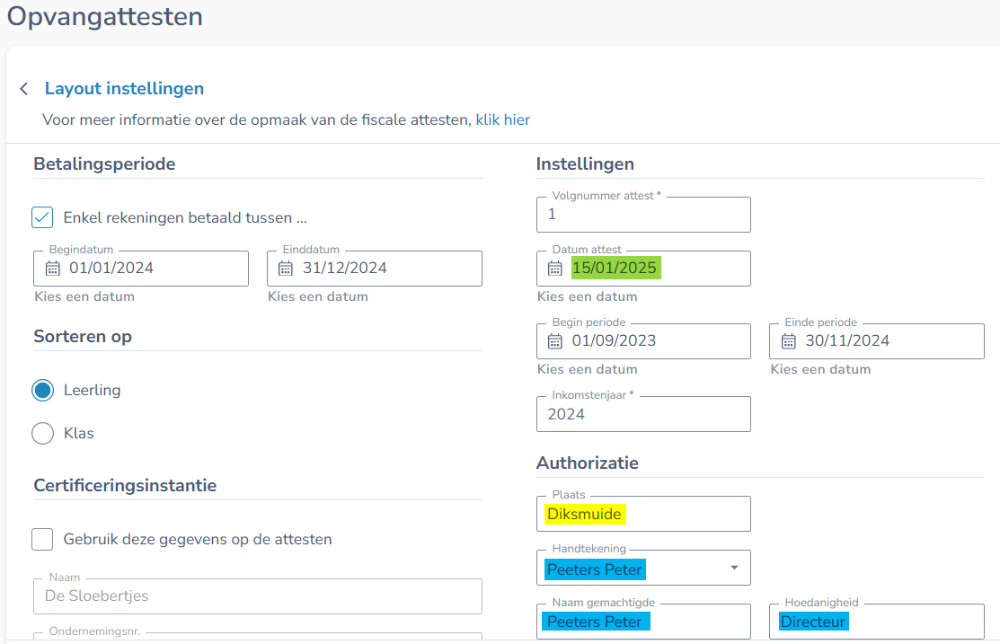 Opvangattesten
Layout instellingen
Voor meer informatie over de opmaak van de fiscale attesten, klik hier
Betalingsperiode
Enkel rekeningen betaald tussen ...
Begindatum
01/01/2024
Kies een datum
Einddatum
31/12/2024
Kies een datum
Sorteren op
Leerling
Klas
Certificeringsinstantie
Gebruik deze gegevens op de attesten
Naam
De Sloebertjes
Ondernemingsnr.
Instellingen
Volgnummer attest *
1
Datum attest
15/01/2025
Kies een datum
Begin periode
01/09/2023
Kies een datum
Einde periode
30/11/2024
Kies een datum
Inkomstenjaar *
2024
Authorizatie
Plaats
Diksmuide
Handtekening
Peeters Peter
Naam gemachtigde
Peeters Peter
Hoedanigheid
Directeur